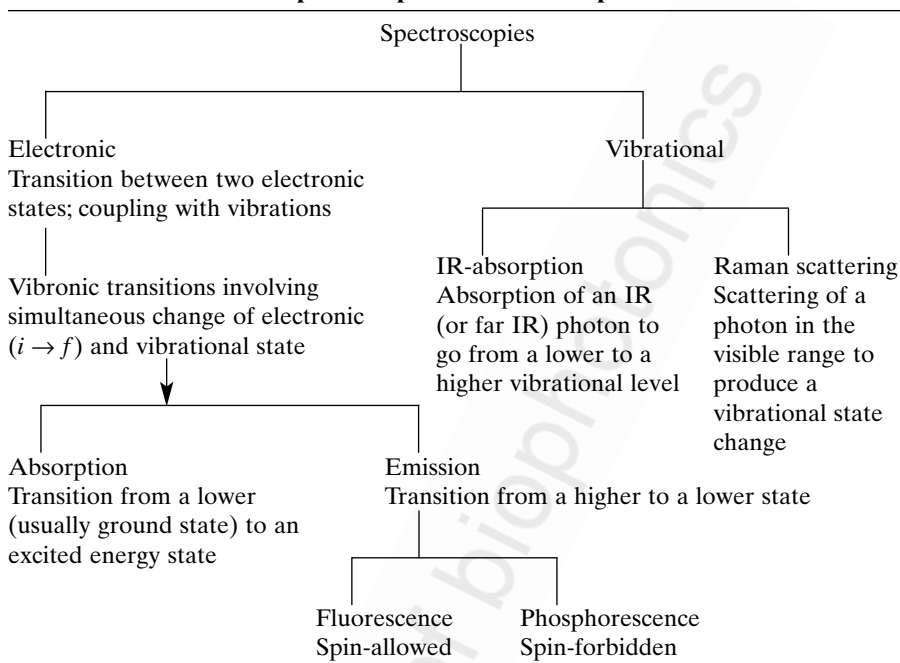 Spectroscopies
Electronic
Transition between two electronic
states; coupling with vibrations
Vibronic transitions involving
simultaneous change of electronic
(i → f) and vibrational state
Absorption
Transition from a lower
(usually ground state) to an
excited energy state
Emission
Transition from a higher to a lower state
Fluorescence
Spin-allowed
Phosphorescence
Spin-forbidden
Vibrational
IR-absorption
Absorption of an IR
(or far IR) photon to
go from a lower to a
higher vibrational level
Raman scattering
Scattering of a
photon in the
visible range to
produce a
vibrational state
change
of biophotonics